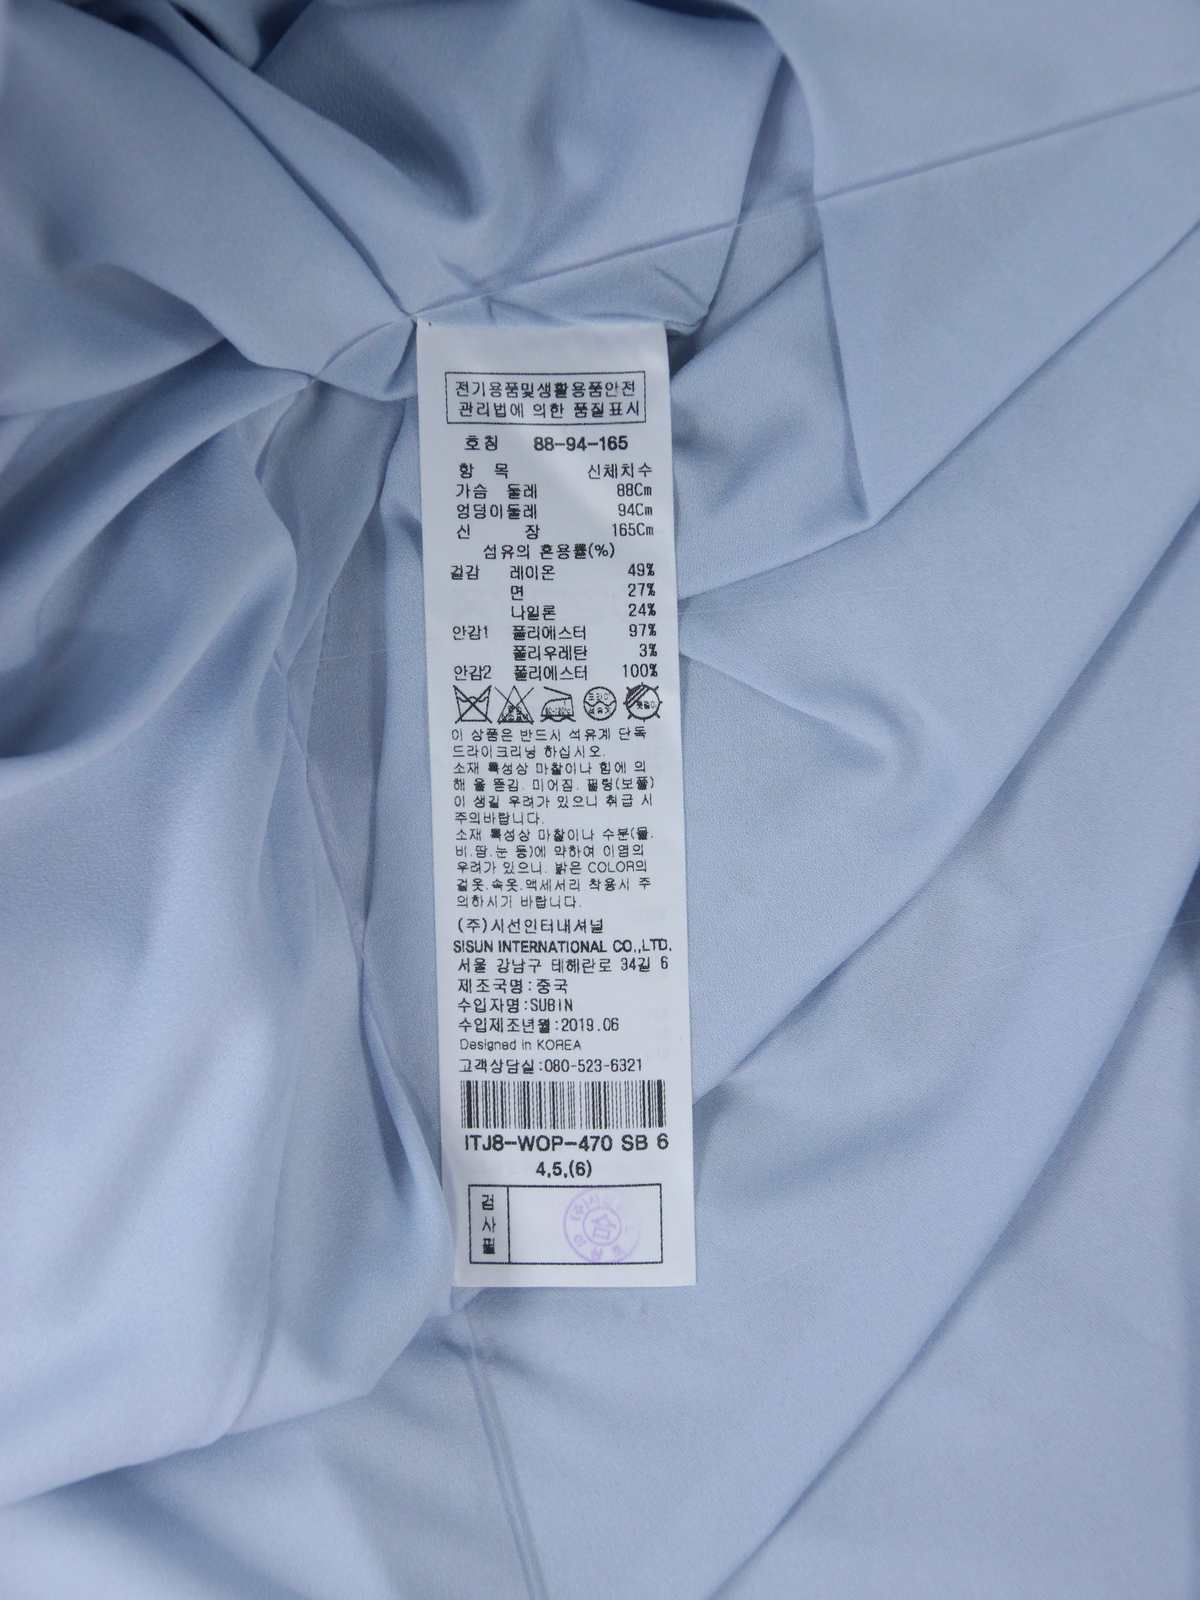 전기용품및생활용품안전
관리법에 의한 품질표시
호칭 88-94-165
항 목 신체치수
가슴 둘레 88Cm
엉덩이둘레 94Cm
신 장 165Cm
섬유의 혼용률(%)
겉감 레이온 49%
면 27%
나일론 24%
안감1 폴리에스터 97%
폴리우레탄 3%
안감2 폴리에스터 100%
이 상품은 반드시 석유계 단독
드라이크리닝 하십시오.
소재 특성상 마찰이나 힘에 의
해 올 뜯김. 미어짐. 필링(보풀)
이 생길 우려가 있으니 취급 시
주의바랍니다.
소재 특성상 마찰이나 수분(물.
비.땀.눈 등)에 약하여 이염의
우려가 있으니. 밝은 COLOR의
겉옷.속옷.액세서리 착용시 주
의하시기 바랍니다.
(주)시선인터내셔널
SISUN INTERNATIONAL CO.,LTD.
서울 강남구 테헤란로 34길 6
제조국명:중국
수입자명:SUBIN
수입제조년월:2019.06
Designed in KOREA
고객상담실:080-523-6321
ITJ8-WOP-470 SB 6
4,5,(6)
검
사
필